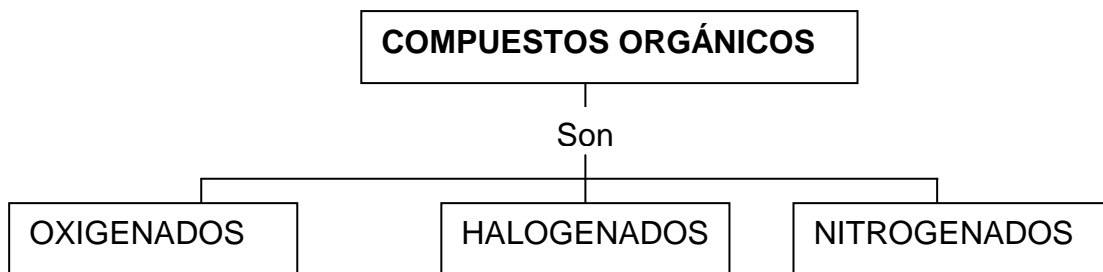 COMPUESTOS ORGÁNICOS
Son
OXIGENADOS
HALOGENADOS
NITROGENADOS